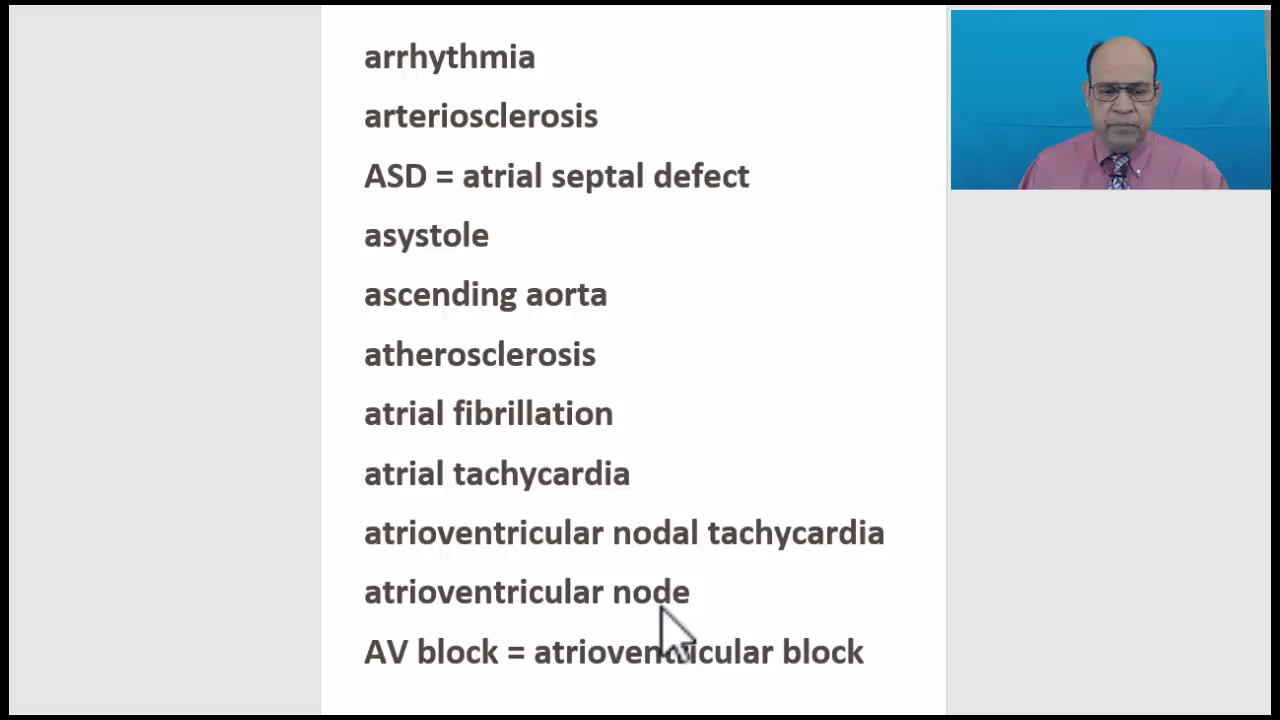 arrhythmia
arteriosclerosis
ASD = atrial septal defect
asystole
ascending aorta
atherosclerosis
atrial fibrillation
atrial tachycardia
atrioventricular nodal tachycardia
atrioventricular node
AV block = atrioventricular block